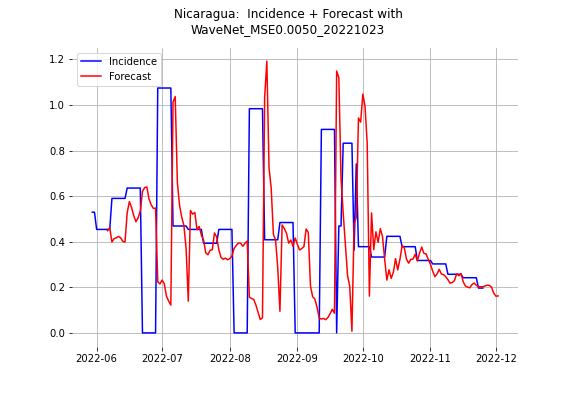 Nicaragua:  Incidence + Forecast with
WaveNet_MSE0.0050_20221023
Incidence
Forecast
1.2
1.0
0.8
0.6
0.4
0.2
0.0
2022-06 2022-07 2022-08 2022-09 2022-10 2022-11 2022-12